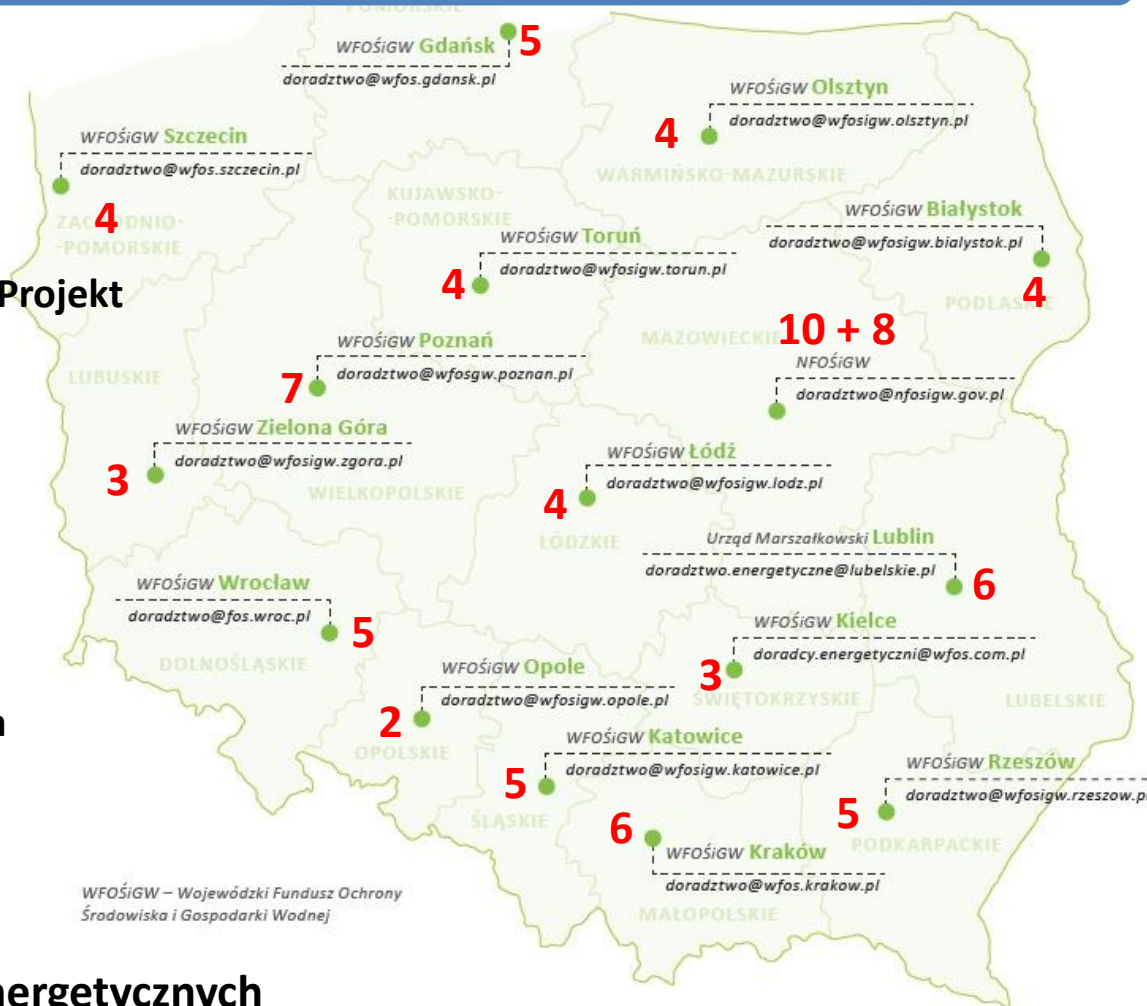 POMORSKIE
WFOŚiGW Gdańsk
5
doradztwo@wfos.gdansk.pl
WFOŚiGW Olsztyn
4
doradztwo@wfosigw.olsztyn.pl
WARMIŃSKO-MAZURSKIE
WFOŚiGW Szczecin
doradztwo@wfos.szczecin.pl
4
ZACHODNIO-
-POMORSKIE
KUJAWSKO-
-POMORSKIE
WFOŚiGW Toruń
doradztwo@wfosigw.torun.pl
4
WFOŚiGW Białystok
doradztwo@wfosigw.bialystok.pl
4
PODLASKIE
Projekt
MAZOWIECKIE
10 + 8
NFOŚiGW
doradztwo@nfosigw.gov.pl
WFOŚiGW Poznań
doradztwo@wfosgw.poznan.pl
7
LUBUSKIE
WFOŚiGW Zielona Góra
doradztwo@wfosigw.zgora.pl
3
WIELKOPOLSKIE
WFOŚiGW Łódź
doradztwo@wfosigw.lodz.pl
4
ŁÓDZKIE
Urząd Marszałkowski Lublin
doradztwo.energetyczne@lubelskie.pl
6
WFOŚiGW Wrocław
doradztwo@fos.wroc.pl
5
DOLNOŚLĄSKIE
WFOŚiGW Kielce
doradcy.energetyczni@wfos.com.pl
3
ŚWIĘTOKRZYSKIE
LUBELSKIE
WFOŚiGW Opole
doradztwo@wfosigw.opole.pl
2
OPOLSKIE
WFOŚiGW Katowice
doradztwo@wfosigw.katowice.pl
5
ŚLĄSKIE
WFOŚiGW Rzeszów
doradztwo@wfosigw.rzeszow.p
5
PODKARPACKIE
6
WFOŚiGW Kraków
doradztwo@wfos.krakow.pl
MAŁOPOLSKIE
WFOŚiGW – Wojewódzki Fundusz Ochrony
Środowiska i Gospodarki Wodnej
nergetycznych